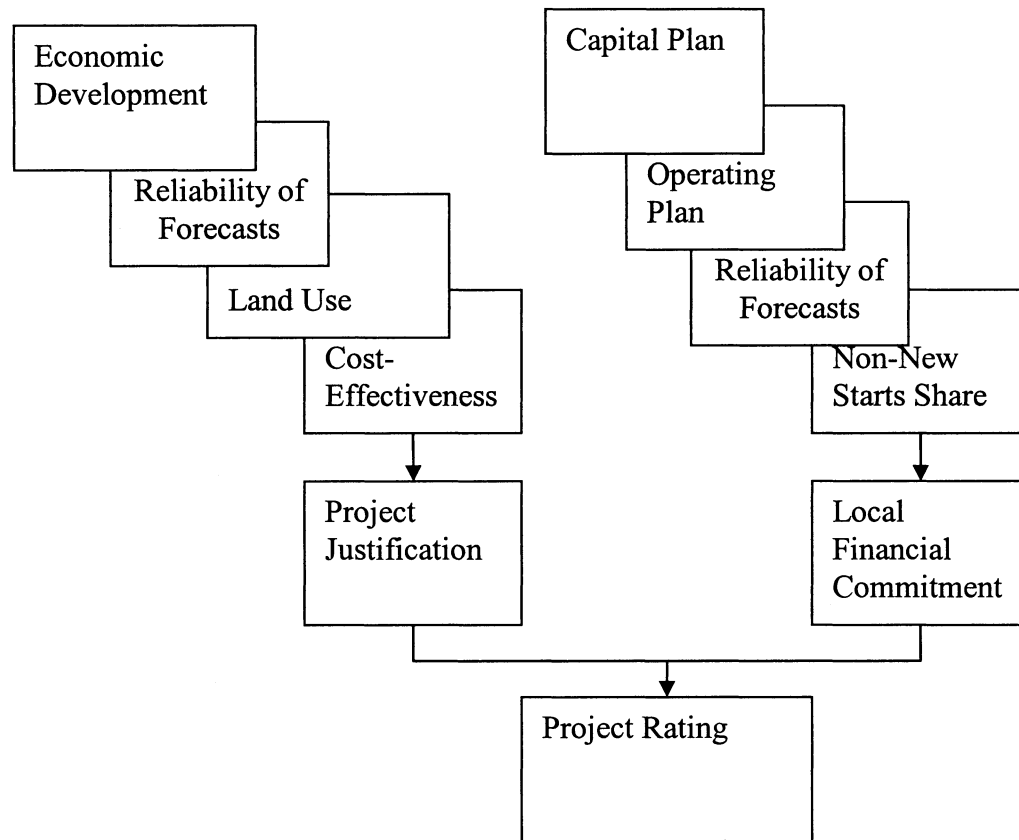 Economic
Development
Reliability of
Forecasts
Land Use
Cost-
Effectiveness
Project
Justification
Capital Plan
Operating
Plan
Reliability of
Forecasts
Non-New
Starts Share
Local
Financial
Commitment
Project Rating